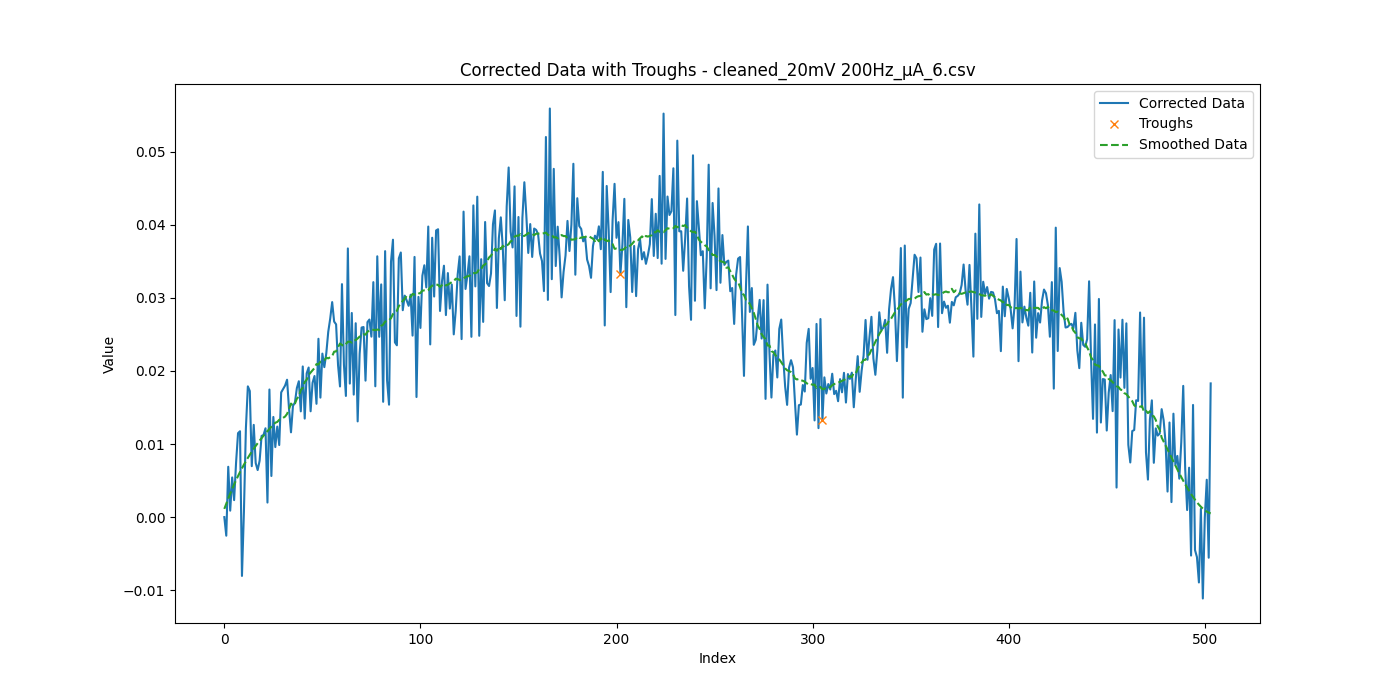 Corrected Data with Troughs - cleaned_20mV 200Hz_µA_6.csv
Corrected Data
Troughs
Smoothed Data
Value
0.05
0.04
0.03
0.02
0.01
0.00
−0.01
0 100 200 300 400 500
Index